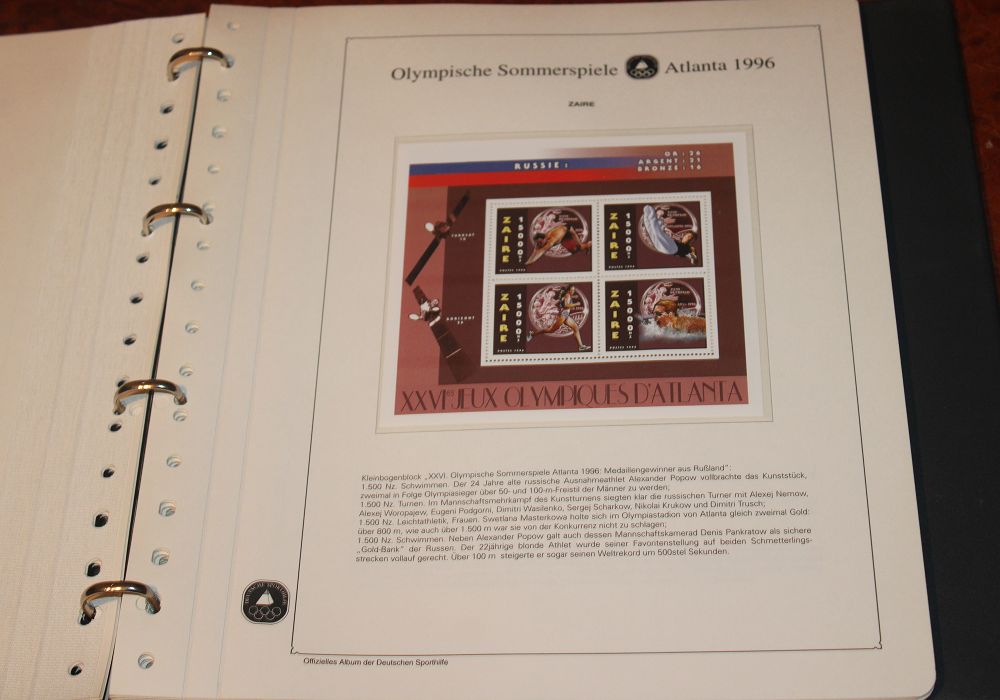 Olympische Sommerspiele Atlanta 1996
ZAIRE
RUSSIE :
OR : 26
ARGENT : 21
BRONZE : 16
ZAIRE 15000
ZAIRE 15000
ZAIRE 15000
ZAIRE 15000
XXVIes JEUX OLYMPIQUES D'ATLANTA
Kleinbogenblock „XXVI. Olympische Sommerspiele Atlanta 1996: Medaillengewinner aus Rußland":
1.500 Nz. Schwimmen. Der 24 Jahre alte russische Ausnahmeathlet Alexander Popow vollbrachte das Kunststück,
zweimal in Folge Olympiasieger über 50- und 100-m-Freistil der Männer zu werden;
1.500 Nz. Turnen. Im Mannschaftsmehrkampf des Kunstturnens siegten klar die russischen Turner mit Alexej Nemow,
Alexej Woropajew, Eugeni Podgorni, Dimitri Wasilenko, Sergej Scharkow, Nikolai Krukow und Dimitri Trusch;
1.500 Nz. Leichtathletik, Frauen. Swetlana Masterkowa holte sich im Olympiastadion von Atlanta gleich zweimal Gold:
über 800 m, wie auch über 1.500 m war sie von der Konkurrenz nicht zu schlagen;
1.500 Nz. Schwimmen. Neben Alexander Popow galt auch dessen Mannschaftskamerad Denis Pankratow als sichere
„Gold-Bank" der Russen. Der 22jährige blonde Athlet wurde seiner Favoritenstellung auf beiden Schmetterlings-
strecken vollauf gerecht. Über 100 m steigerte er sogar seinen Weltrekord um 500stel Sekunden.
DEUTSCHE SPORTHILFE
Offizielles Album der Deutschen Sporthilfe